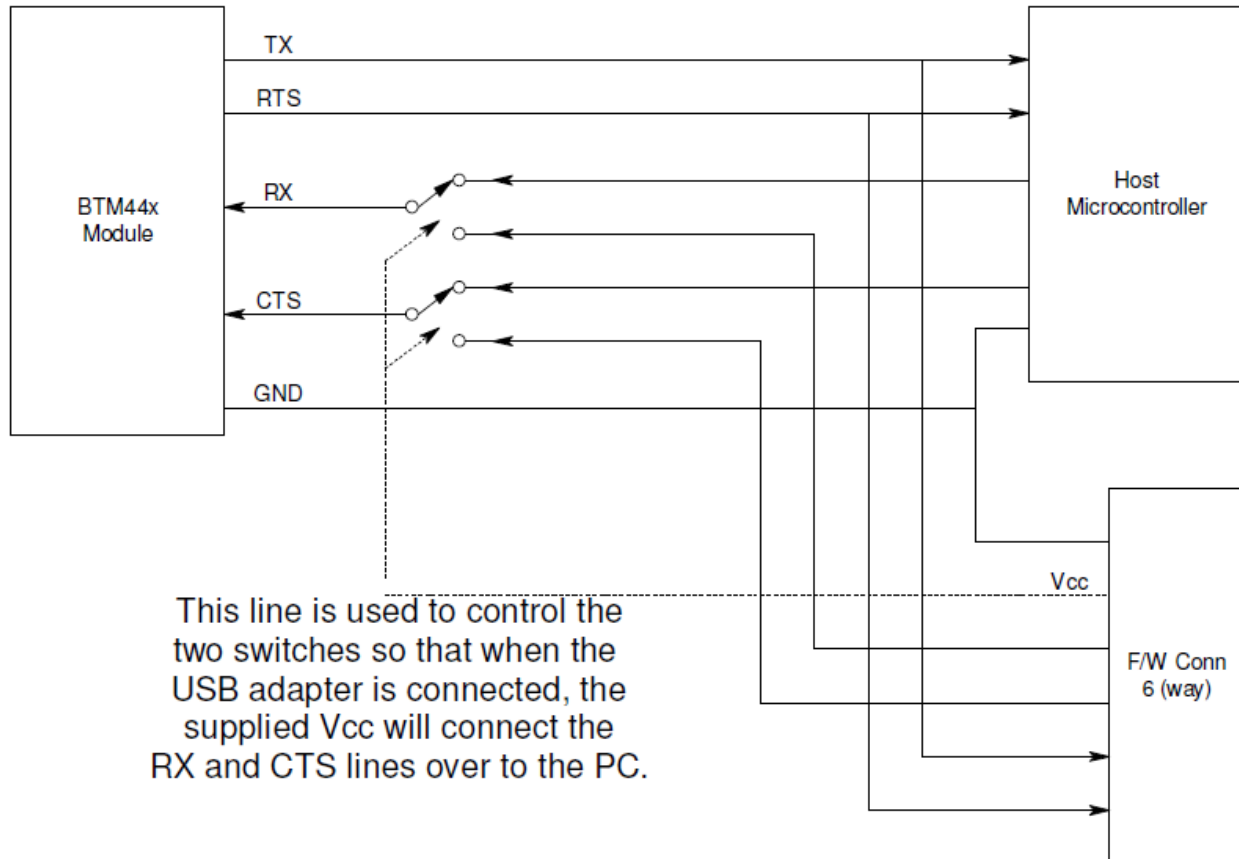 TX
RTS
RX
BTM44x
Module
Host
Microcontroller
CTS
GND
Vcc
This line is used to control the
two switches so that when the
USB adapter is connected, the
supplied Vcc will connect the
RX and CTS lines over to the PC.
F/W Conn
6 (way)